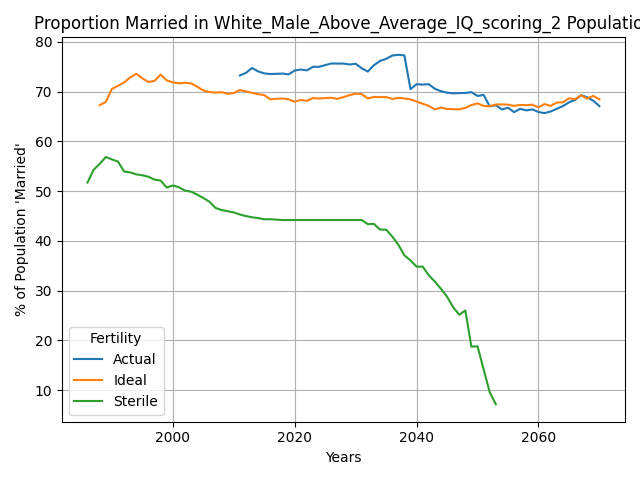 Proportion Married in White_Male_Above_Average_IQ_scoring_2 Populatio
% of Population 'Married'
80
70
60
50
40
30
20
10
Fertility
Actual
Ideal
Sterile
2000 2020 2040 2060
Years